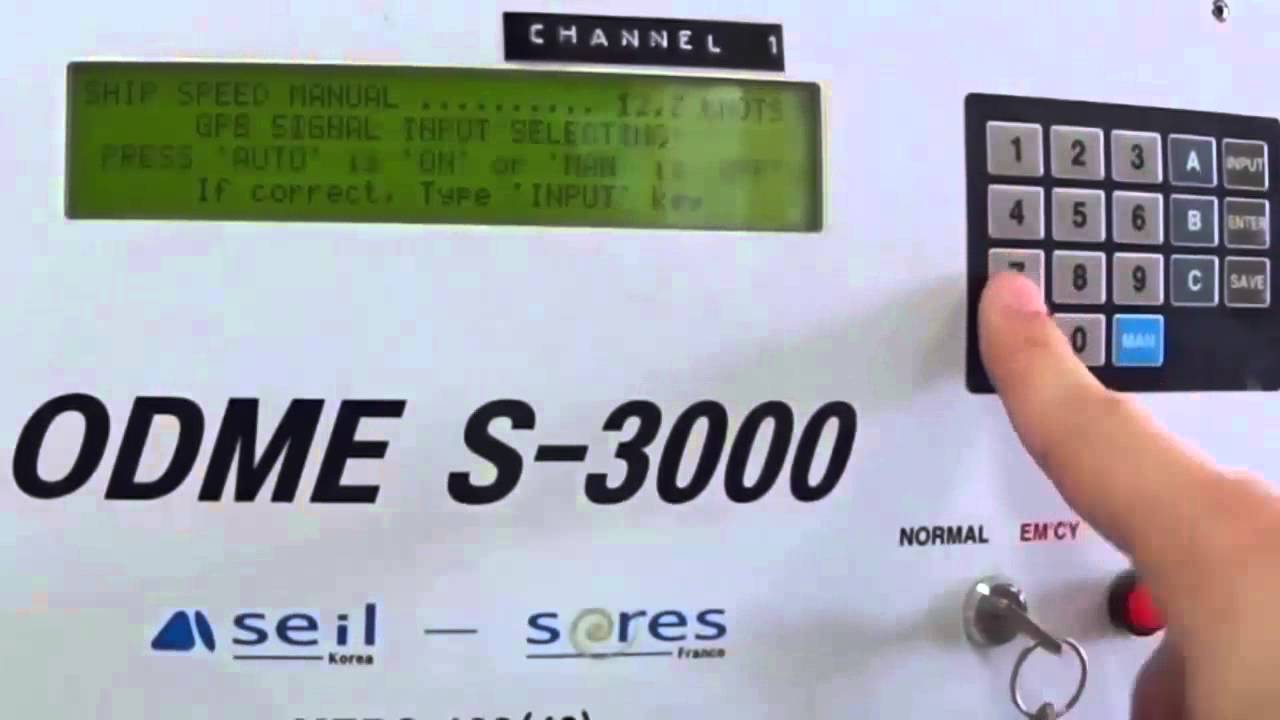 CHANNEL 1
SHIP SPEED MANUAL .......... 12.2 KNOTS
GPS SIGNAL INPUT SELECTING,
PRESS 'AUTO' is 'ON' or 'MAN' is 'OFF'
If correct, Type 'INPUT' key
1 2 3 A INPUT
4 5 6 B ENTER
7 8 9 C SAVE
0 MAN
ODME S-3000
NORMAL EM'CY
seil Korea — seres France